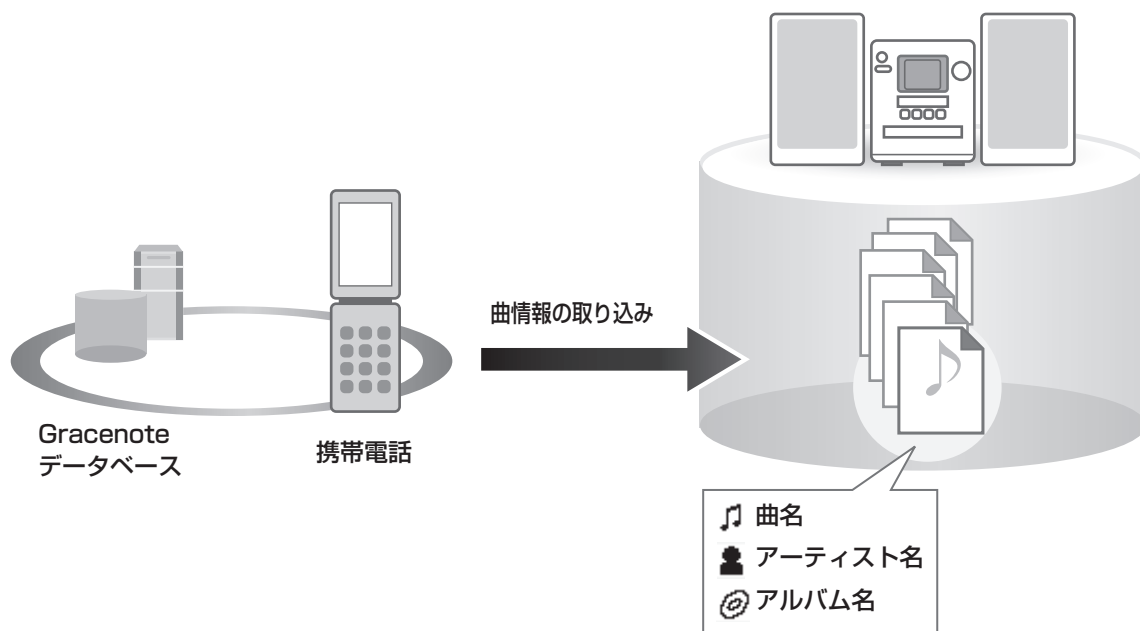 曲情報の取り込み
Gracenote
データベース
携帯電話
曲名
アーティスト名
アルバム名